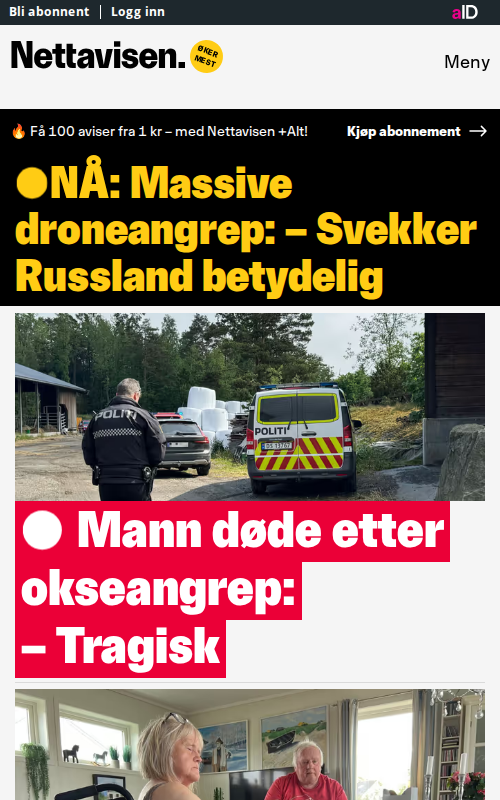 Bli abonnent
Logg inn
aID
Nettavisen.
ØKER
MEST
Meny
🔥 Få 100 aviser fra 1 kr – med Nettavisen +Alt!
Kjøp abonnement →
NÅ: Massive
droneangrep: – Svekker
Russland betydelig
POLITI
POLITI
Mann døde etter
okseangrep:
– Tragisk